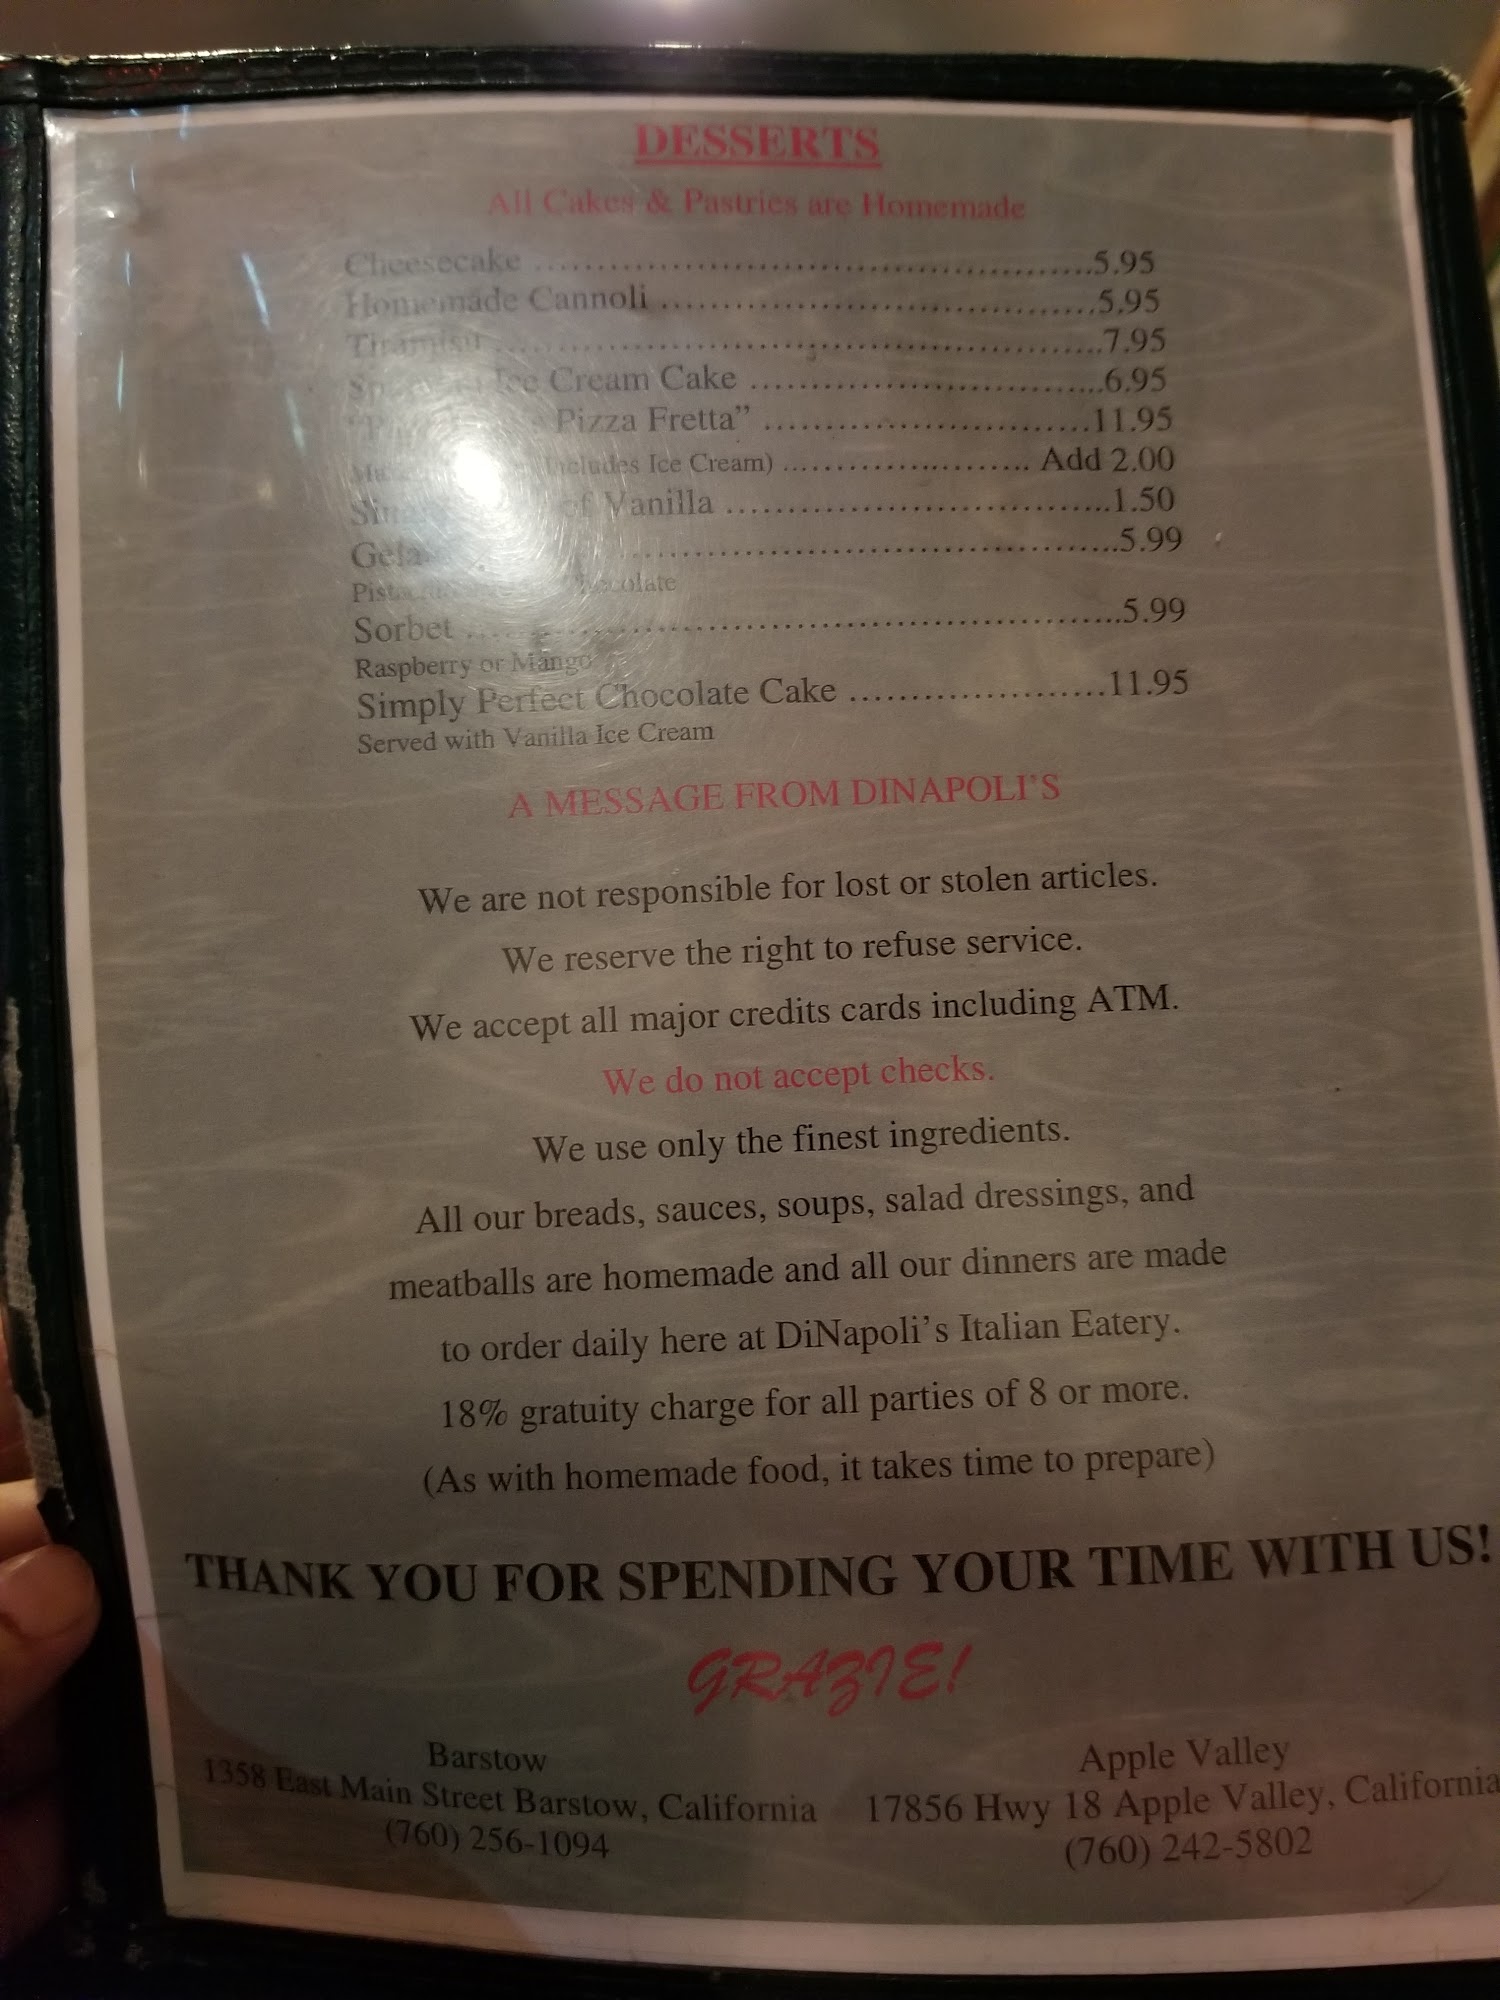 DESSERTS
All Cakes & Pastries are Homemade
Cheesecake ........................................................5.95
Homemade Cannoli ............................................5.95
Tiramisu .............................................................7.95
Ice Cream Cake ....................................6.95
Pizza Fretta” .................................11.95
Includes Ice Cream) ............................. Add 2.00
of Vanilla .......................................1.50
..................................................5.99
Chocolate
Sorbet ..................................................................5.99
Raspberry or Mango
Simply Perfect Chocolate Cake ..........................11.95
Served with Vanilla Ice Cream
A MESSAGE FROM DINAPOLI’S
We are not responsible for lost or stolen articles.
We reserve the right to refuse service.
We accept all major credits cards including ATM.
We do not accept checks.
We use only the finest ingredients.
All our breads, sauces, soups, salad dressings, and
meatballs are homemade and all our dinners are made
to order daily here at DiNapoli’s Italian Eatery.
18% gratuity charge for all parties of 8 or more.
(As with homemade food, it takes time to prepare)
THANK YOU FOR SPENDING YOUR TIME WITH US!
GRAZIE!
Barstow
1358 East Main Street Barstow, California
(760) 256-1094
Apple Valley
17856 Hwy 18 Apple Valley, California
(760) 242-5802